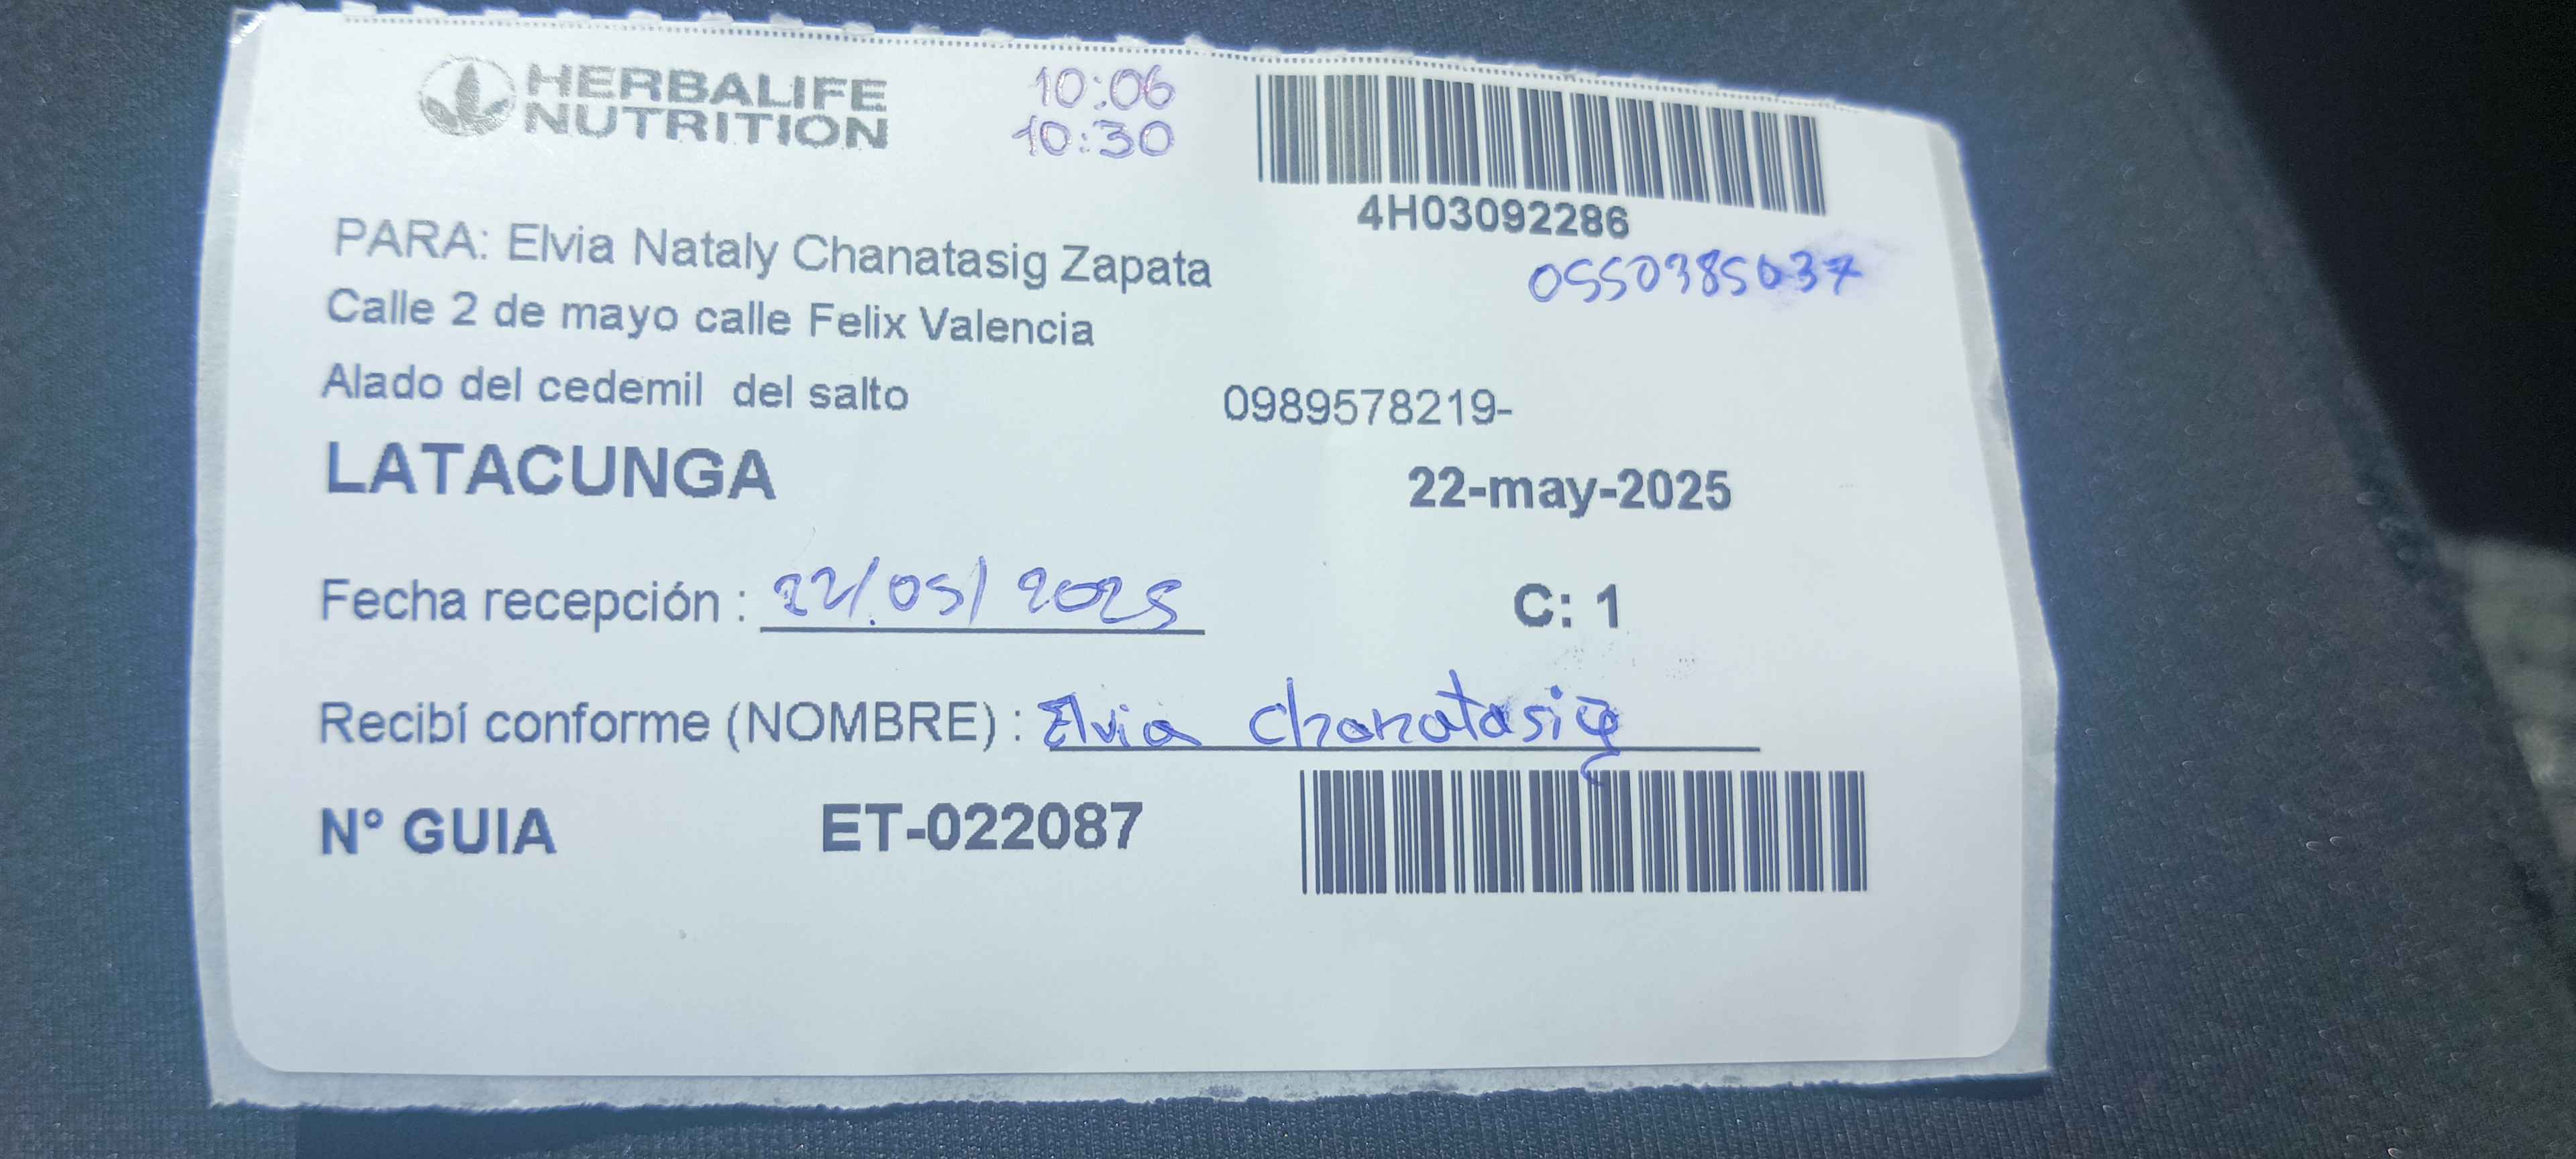 HERBALIFE
NUTRITION
10:06
10:30
4H03092286
PARA: Elvia Nataly Chanatasig Zapata
0550385037
Calle 2 de mayo calle Felix Valencia
Alado del cedemil del salto
0989578219-
LATACUNGA
22-may-2025
Fecha recepción : 22/05/2025
C: 1
Recibí conforme (NOMBRE) : Elvia Chanatasig
N° GUIA ET-022087